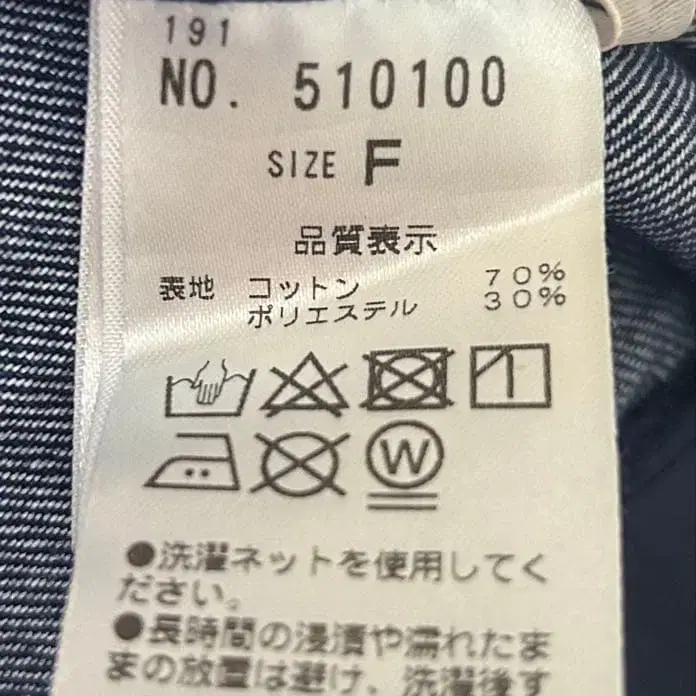 191
NO. 510100
SIZE F
品質表示
表地 コットン 70%
ポリエステル 30%
W
●洗濯ネットを使用してく
ださい。
●長時間の浸漬や濡れたま
まの放置は避け、洗濯後す